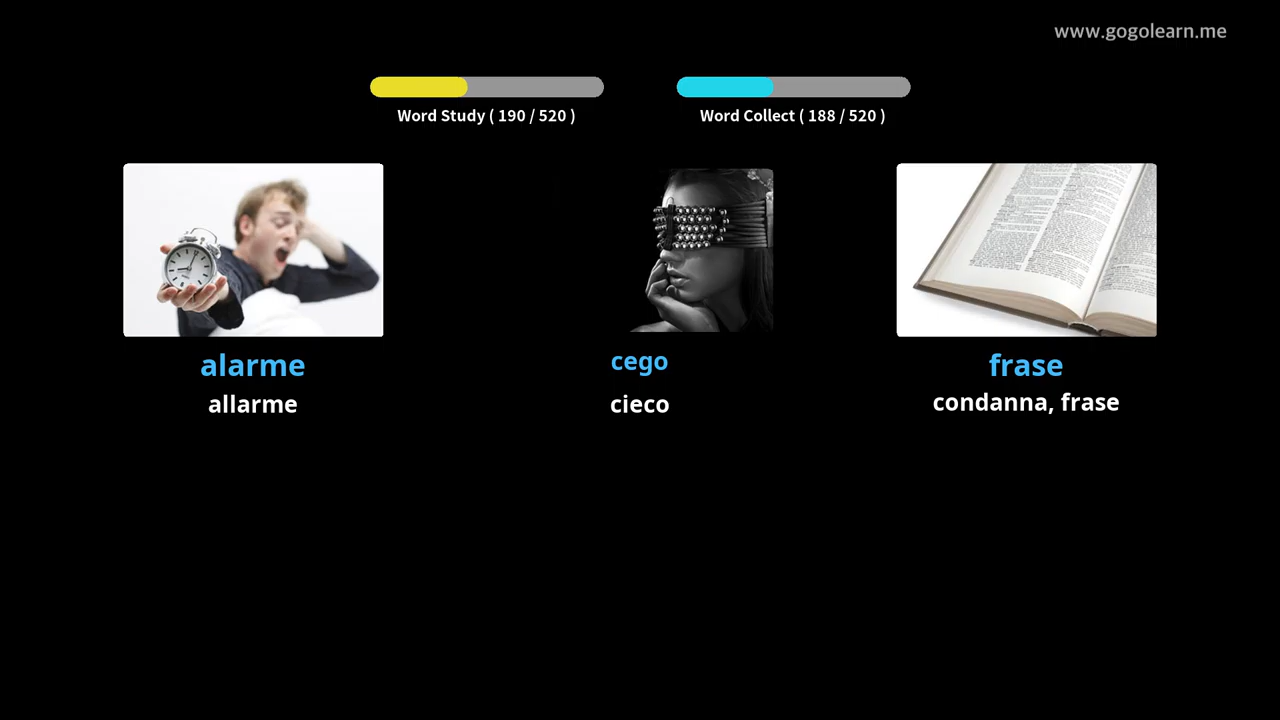 www.gogolearn.me
Word Study ( 190 / 520 )
Word Collect ( 188 / 520 )
alarme
cego
frase
allarme
cieco
condanna, frase